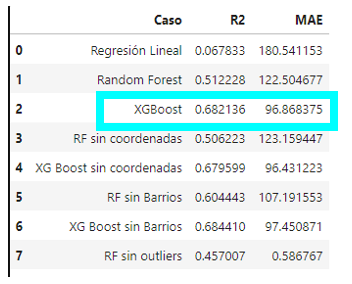 Caso R2 MAE
0 Regresión Lineal 0.067833 180.541153
1 Random Forest 0.512228 122.504677
2 XGBoost 0.682136 96.868375
3 RF sin coordenadas 0.506223 123.159447
4 XG Boost sin coordenadas 0.679599 96.431223
5 RF sin Barrios 0.604443 107.191553
6 XG Boost sin Barrios 0.684410 97.450871
7 RF sin outliers 0.457007 0.586767